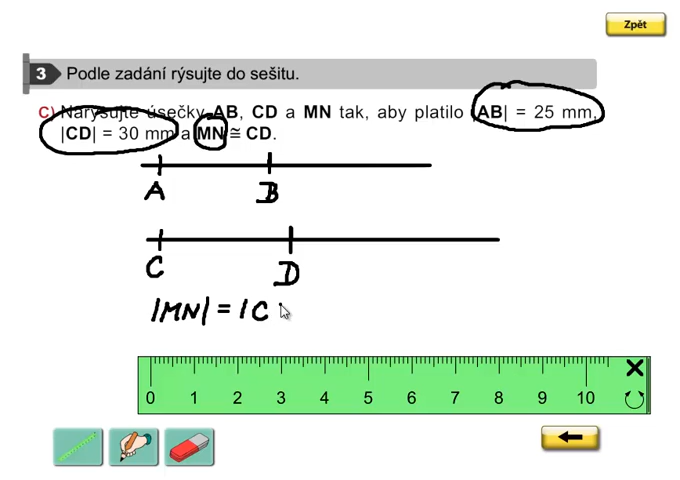 Zpět
3 Podle zadání rýsujte do sešitu.
C) Narýsujte úsečky AB, CD a MN tak, aby platilo |AB| = 25 mm,
|CD| = 30 mm a MN ≅ CD.
A B
C D
|MN| = |C
0 1 2 3 4 5 6 7 8 9 10